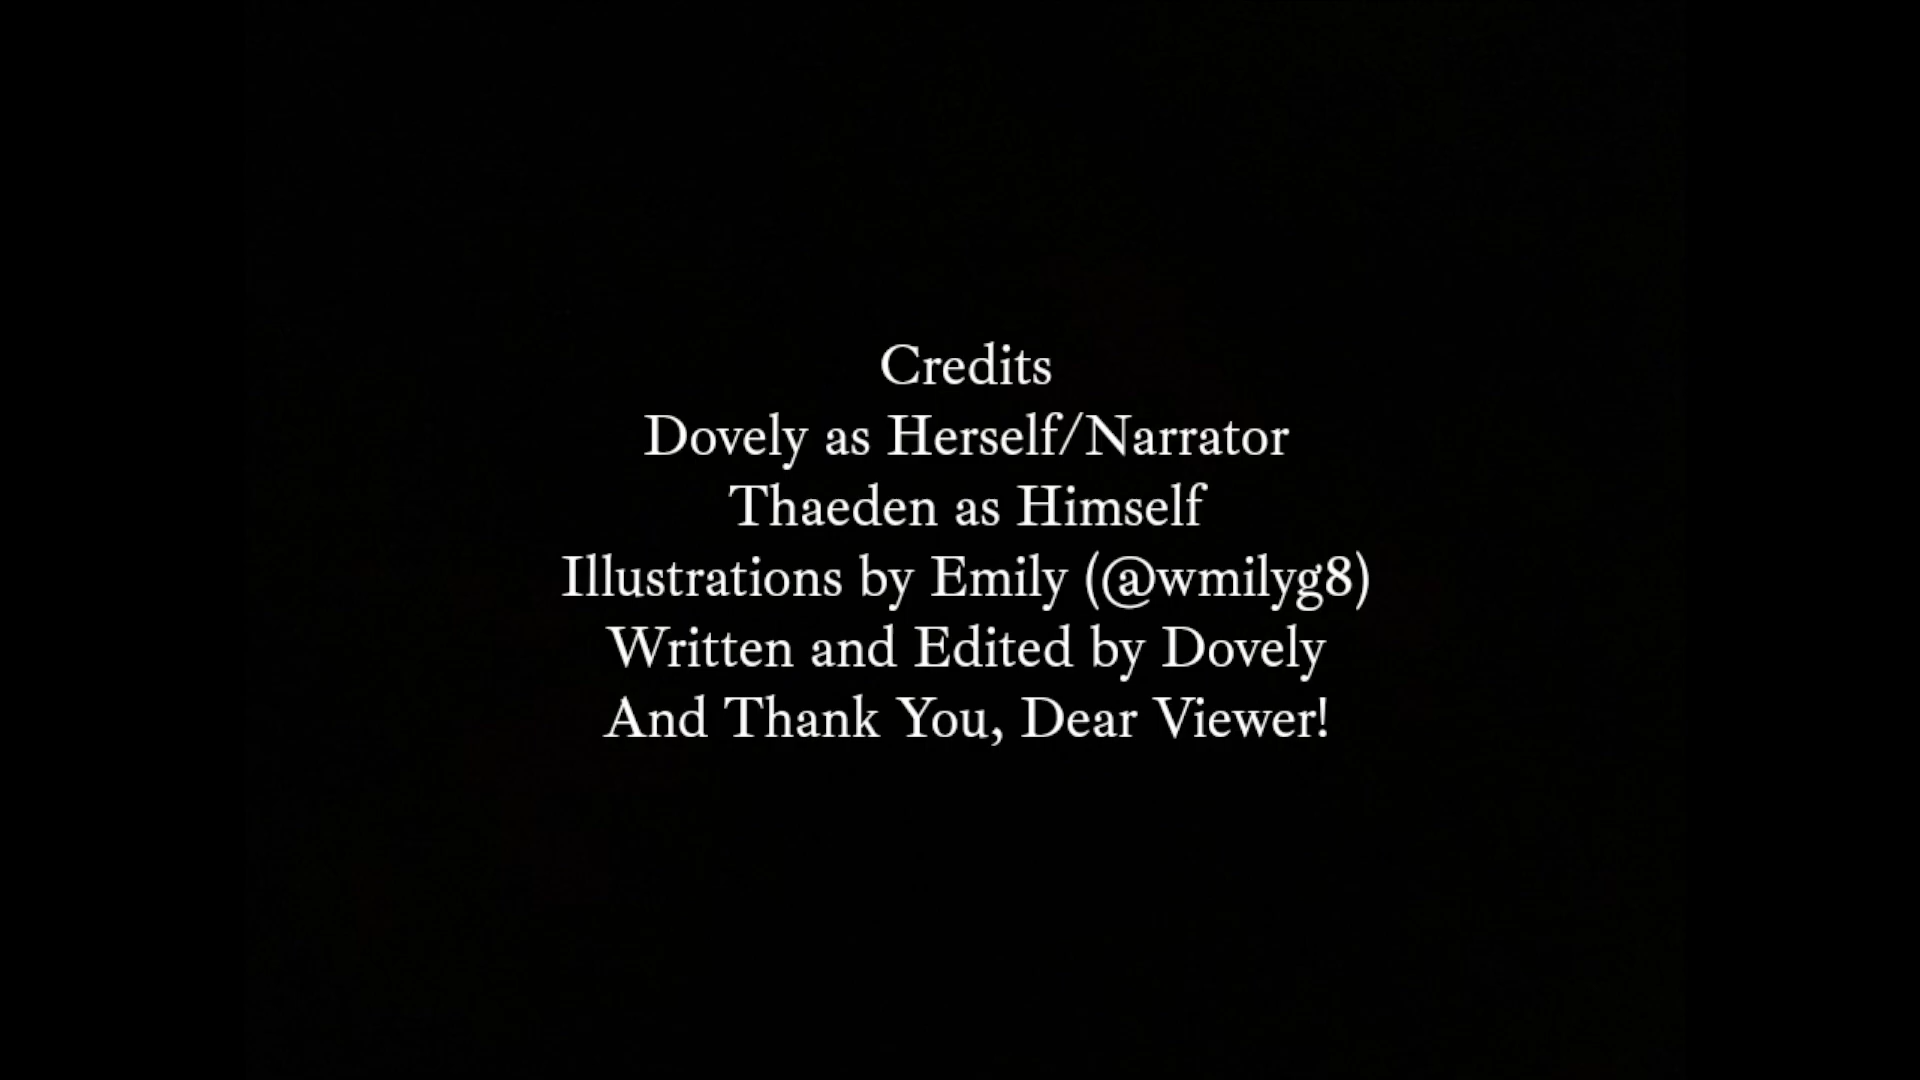 Credits
Dovely as Herself/Narrator
Thaeden as Himself
Illustrations by Emily (@wmilyg8)
Written and Edited by Dovely
And Thank You, Dear Viewer!